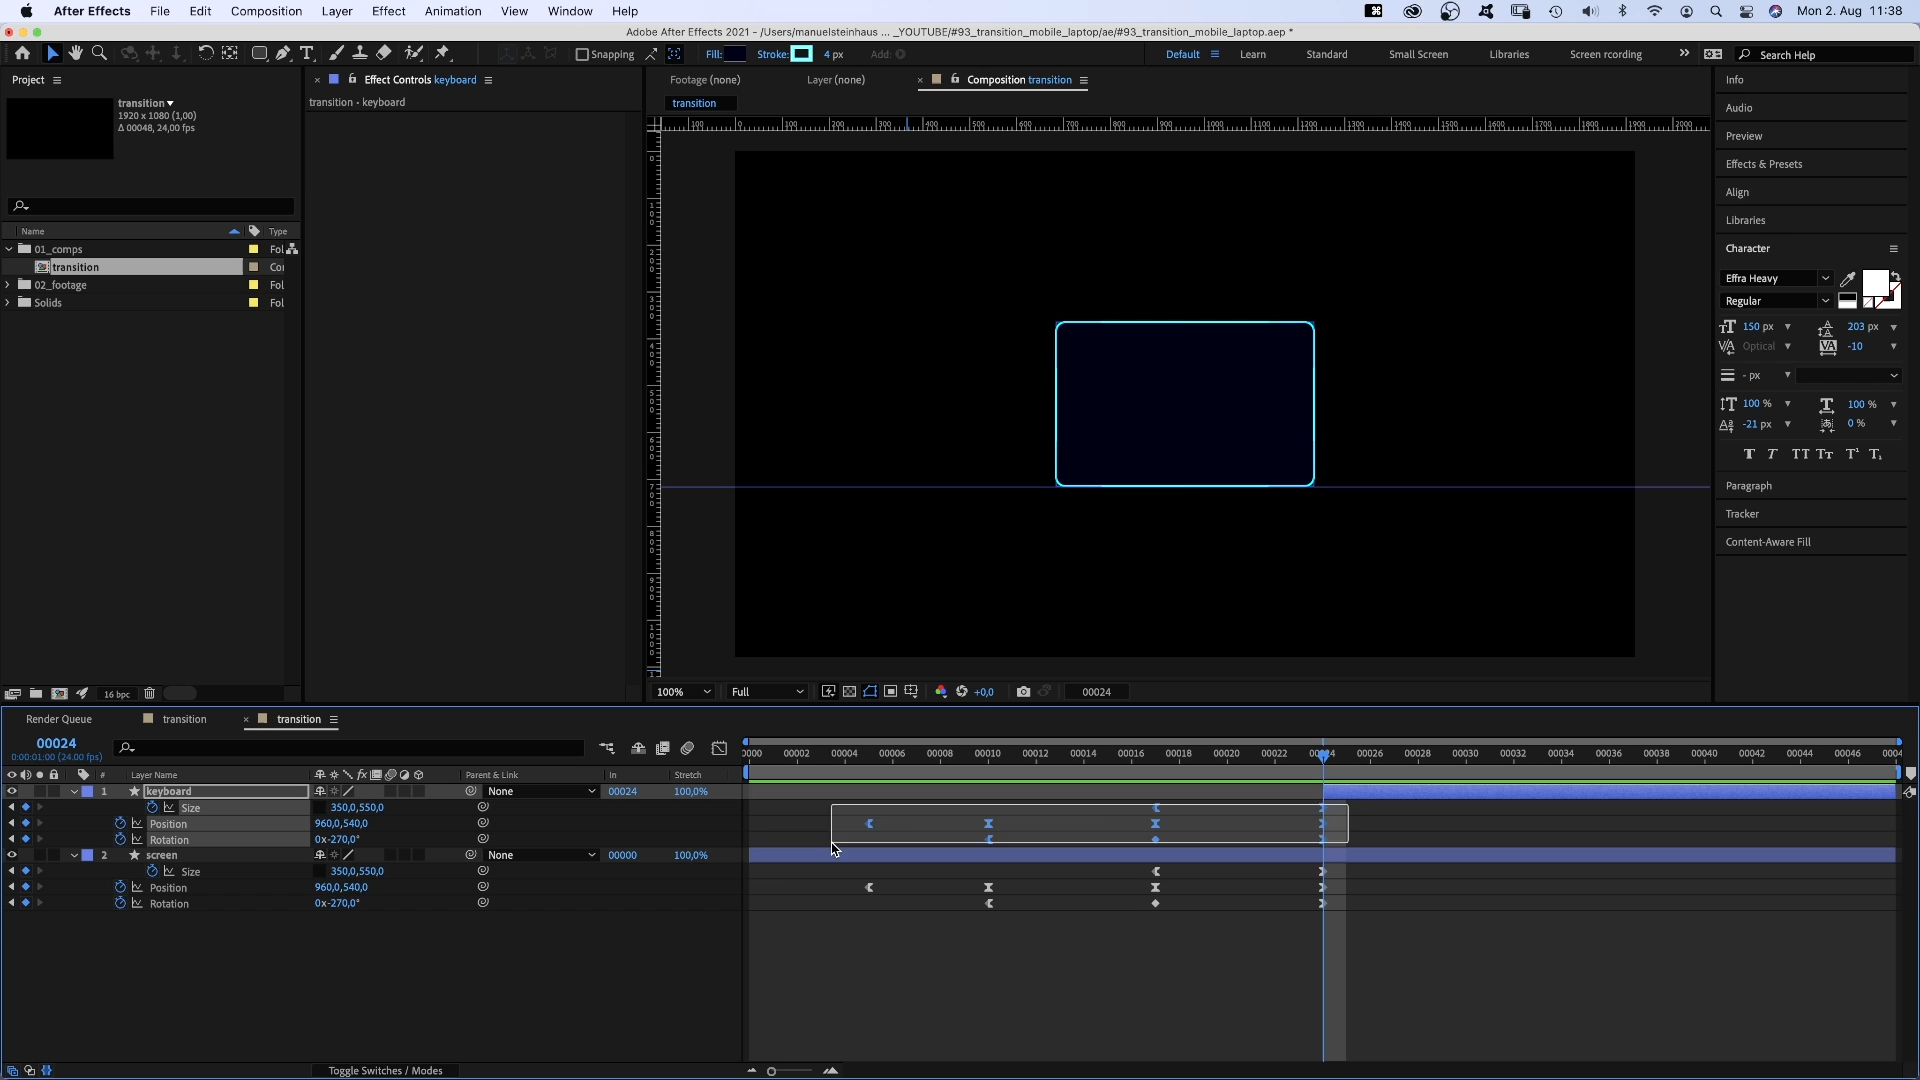 After Effects File Edit Composition Layer Effect Animation View Window Help Mon 2. Aug 11:38
Adobe After Effects 2021 - /Users/manuelsteinhaus ... _YOUTUBE/#93_transition_mobile_laptop/ae/#93_transition_mobile_laptop.aep *
Snapping Fill: Stroke: 4 px Add: Default Learn Standard Small Screen Libraries Screen rcording Search Help
Project Effect Controls keyboard Footage (none) Layer (none) Composition transition Info
transition transition • keyboard transition
1920 x 1080 (1,00)
Δ 00048, 24,00 fps
Audio
Preview
Effects & Presets
Align
Libraries
Name Type
01_comps Fol
transition Cor
02_footage Fol
Solids Fol
Character
Effra Heavy
Regular
150 px 203 px
Optical -10
- px
100 % 100 %
-21 px 0 %
Paragraph
Tracker
Content-Aware Fill
16 bpc 100% Full +0,0 00024
Render Queue transition transition
00024
0:00:01:00 (24.00 fps)
0000 00002 00004 00006 00008 00010 00012 00014 00016 00018 00020 00022 00024 00026 00028 00030 00032 00034 00036 00038 00040 00042 00044 00046 0004
# Layer Name Parent & Link In Stretch
1 keyboard None 00024 100,0%
Size 350,0,550,0
Position 960,0,540,0
Rotation 0x-270,0°
2 screen None 00000 100,0%
Size 350,0,550,0
Position 960,0,540,0
Rotation 0x-270,0°
Toggle Switches / Modes